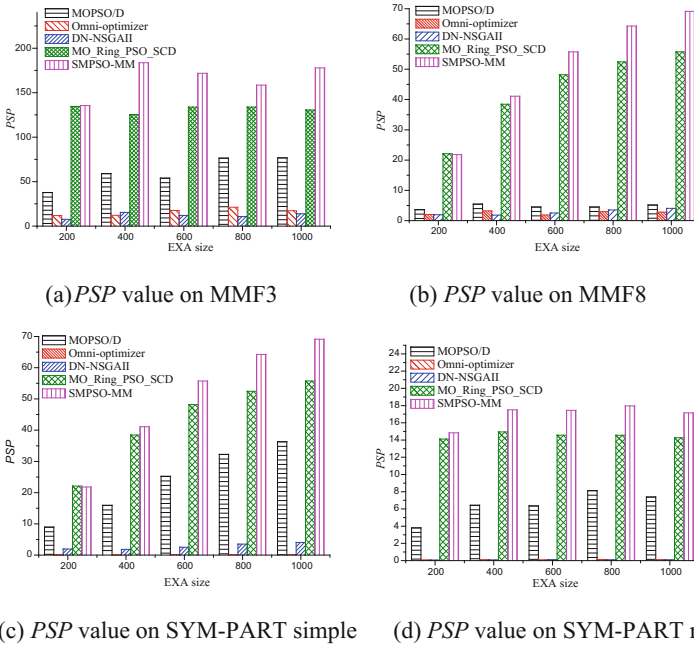 MOPSO/D
Omni-optimizer
DN-NSGAII
MO_Ring_PSO_SCD
SMPSO-MM
250
200
150
100
50
0
PSP
200 400 600 800 1000
EXA size
(a)PSP value on MMF3
MOPSO/D
Omni-optimizer
DN-NSGAII
MO_Ring_PSO_SCD
SMPSO-MM
70
60
50
40
30
20
10
0
PSP
200 400 600 800 1000
EXA size
(b) PSP value on MMF8
MOPSO/D
Omni-optimizer
DN-NSGAII
MO_Ring_PSO_SCD
SMPSO-MM
70
60
50
40
30
20
10
0
PSP
200 400 600 800 1000
EXA size
(c) PSP value on SYM-PART simple
MOPSO/D
Omni-optimizer
DN-NSGAII
MO_Ring_PSO_SCD
SMPSO-MM
24
22
20
18
16
14
12
10
8
6
4
2
0
PSP
200 400 600 800 1000
EXA size
(d) PSP value on SYM-PART